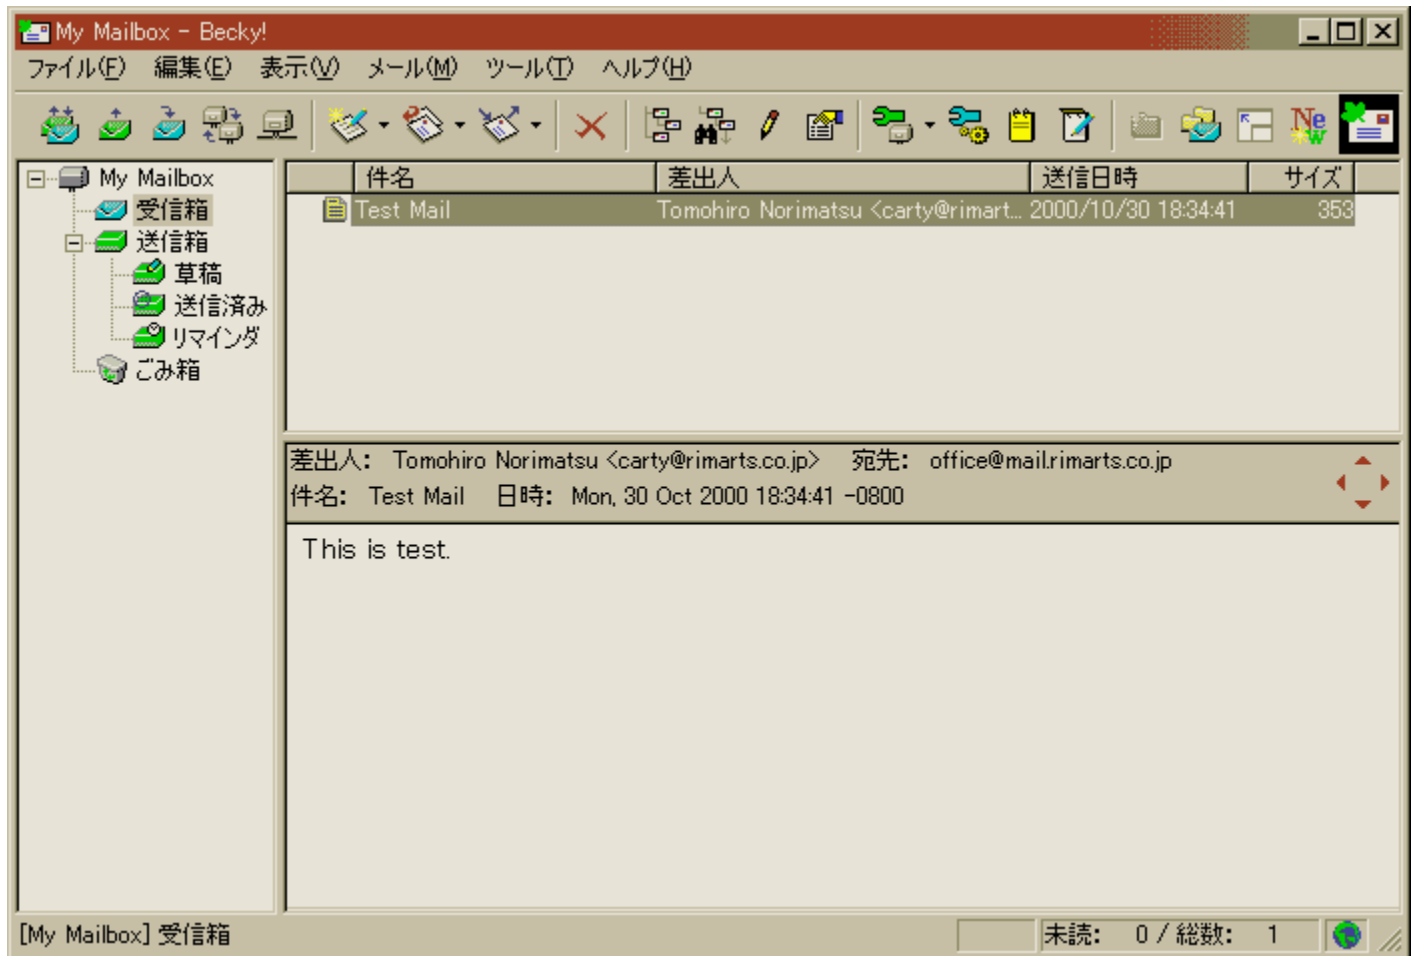 My Mailbox - Becky!
ファイル(F) 編集(E) 表示(V) メール(M) ツール(T) ヘルプ(H)
New
My Mailbox
受信箱
送信箱
草稿
送信済み
リマインダ
ごみ箱
件名 差出人 送信日時 サイズ
Test Mail Tomohiro Norimatsu <carty@rimart... 2000/10/30 18:34:41 353
差出人: Tomohiro Norimatsu <carty@rimarts.co.jp> 宛先: office@mail.rimarts.co.jp
件名: Test Mail 日時: Mon, 30 Oct 2000 18:34:41 -0800
This is test.
[My Mailbox] 受信箱 未読: 0 / 総数: 1